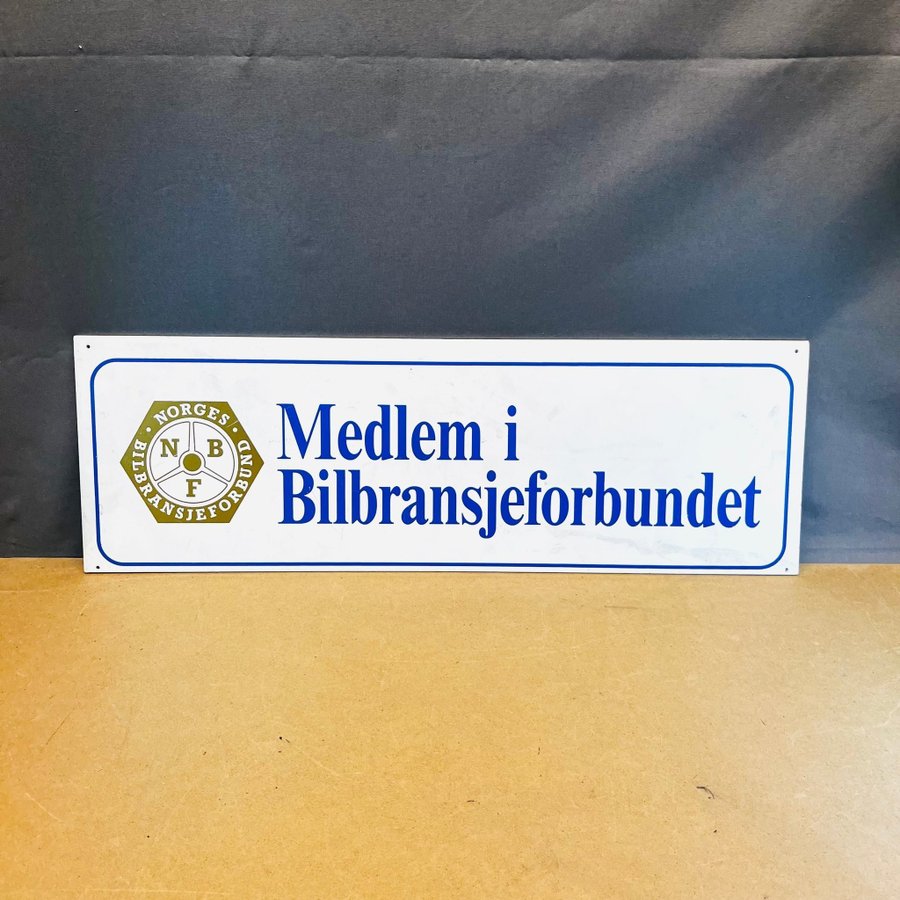 NORGES
BILBRANSJEFORBUND
N B
F
Medlem i
Bilbransjeforbundet